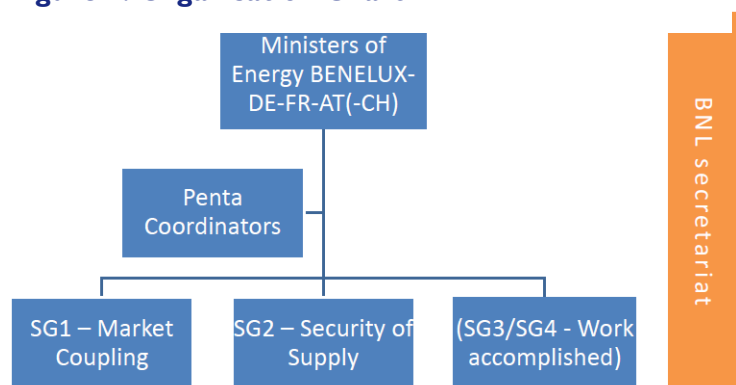 Ministers of
Energy BENELUX-
DE-FR-AT(-CH)
Penta
Coordinators
SG1 – Market
Coupling
SG2 – Security of
Supply
(SG3/SG4 - Work
accomplished)
BNL secretariat